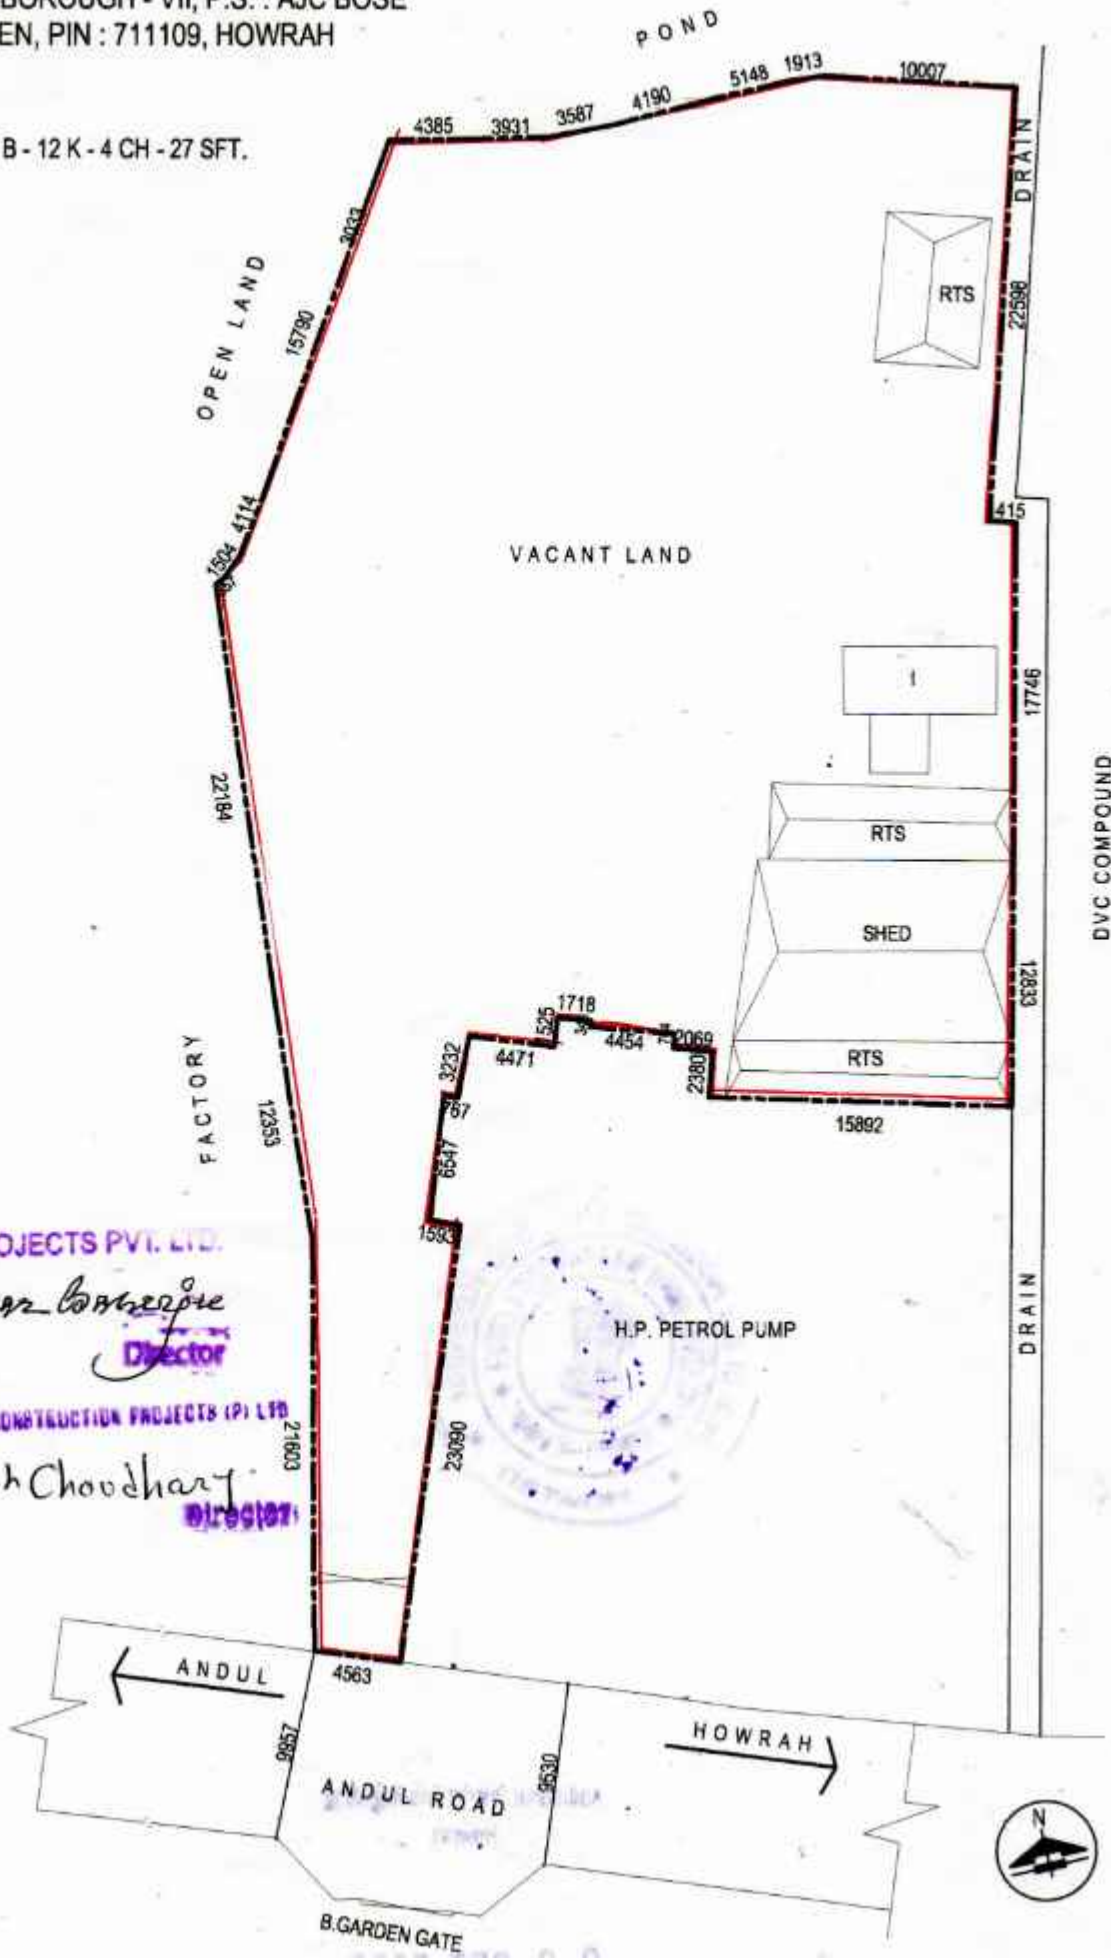 BOROUGH - VII, P.S. : AJC BOSE
EN, PIN : 711109, HOWRAH
B - 12 K - 4 CH - 27 SFT.
POND
4385
3931
3587
4190
5148
1913
10007
DRAIN
3033
15790
OPEN LAND
RTS
22598
4114
1504
415
VACANT LAND
1
17746
22184
DVC COMPOUND
RTS
SHED
12833
1718
525
4454
2069
4471
3232
2380
RTS
767
15892
FACTORY
12353
6547
1593
OJECTS PVT. LTD.
Director
H.P. PETROL PUMP
DRAIN
ONSTRUCTION PROJECTS (P) LTD
21603
23090
h Choudhary
Director
ANDUL
4563
9957
HOWRAH
9530
ANDUL ROAD
N
B.GARDEN GATE